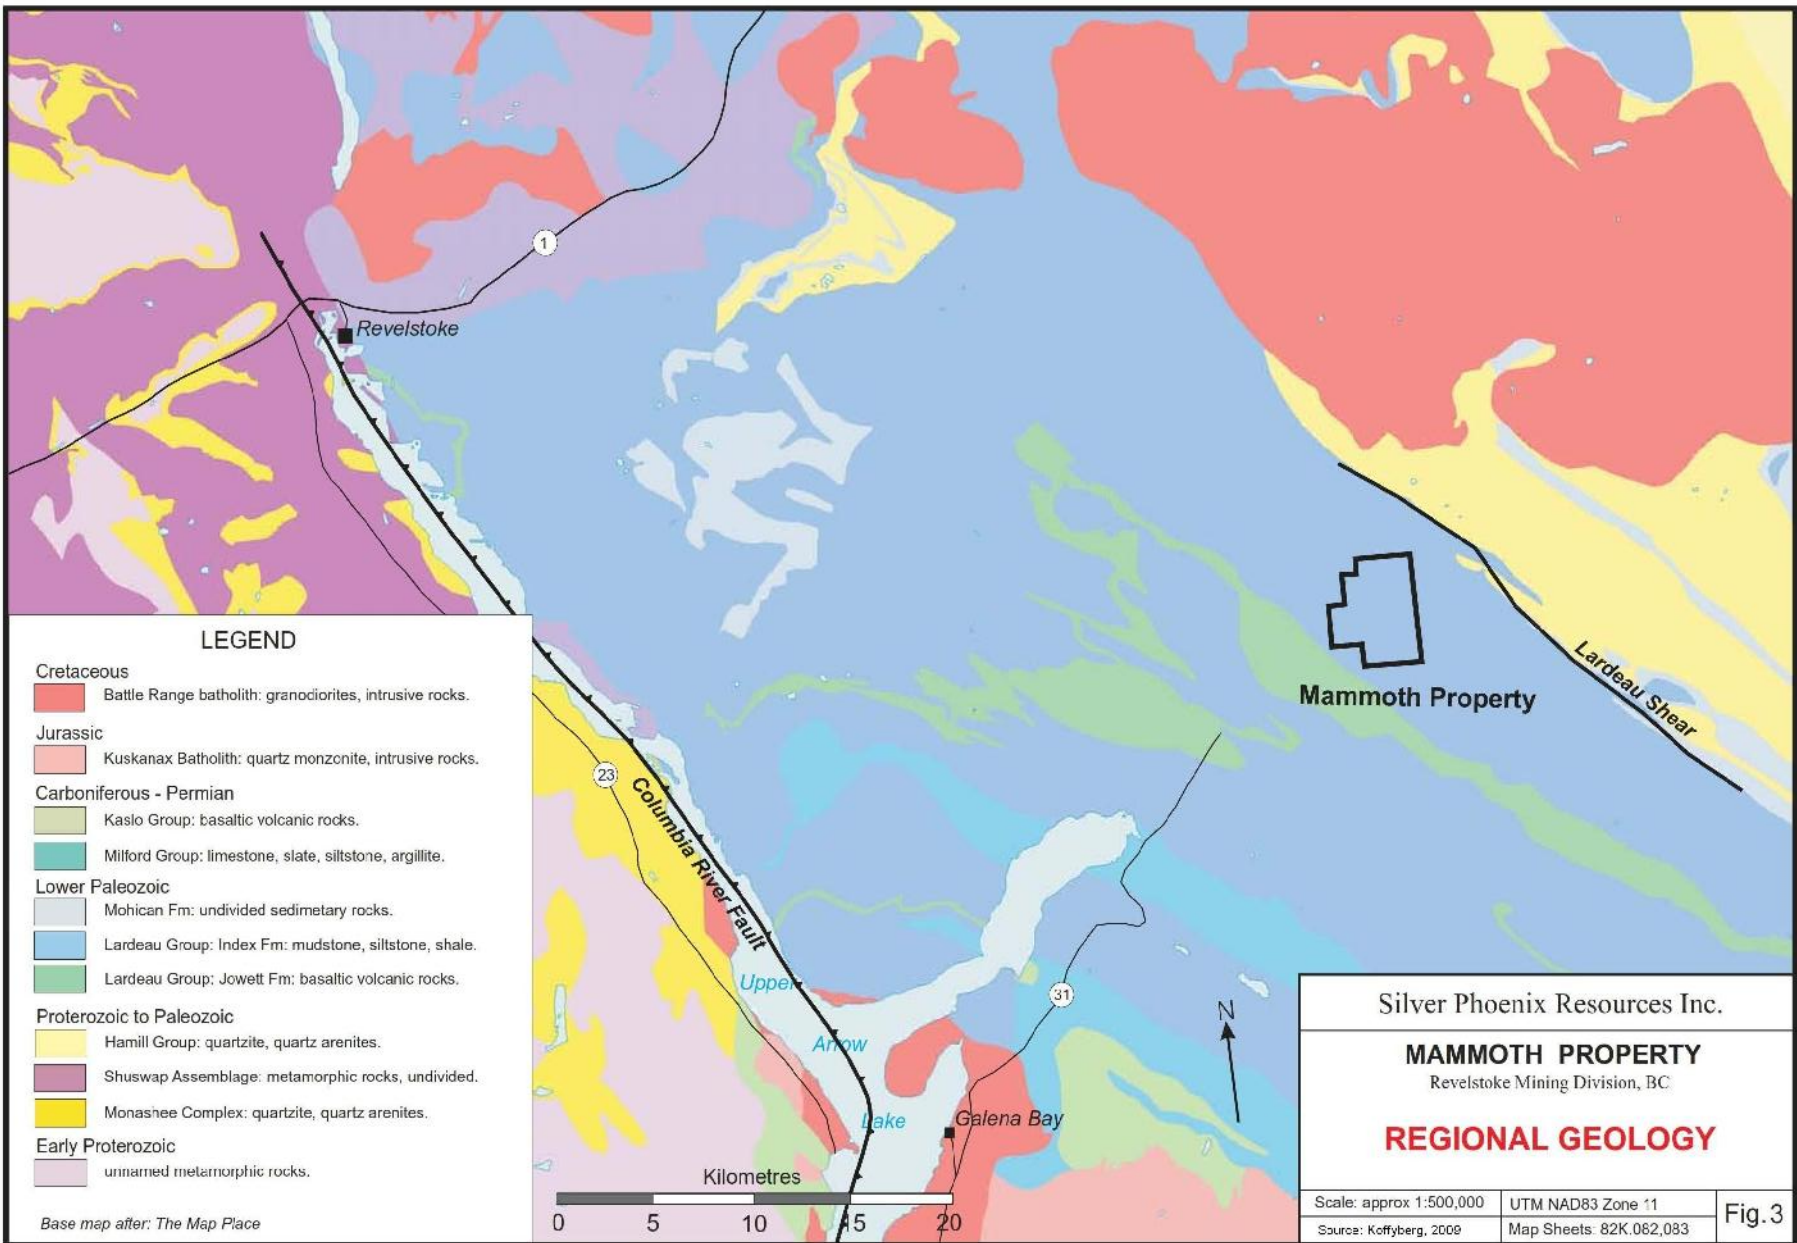 1
Revelstoke
Mammoth Property
Lardeau Shear
23
Columbia River Fault
Upper
Arrow
Lake
31
Galena Bay
N
Kilometres
0 5 10 15 20
LEGEND
Cretaceous
Battle Range batholith: granodiorites, intrusive rocks.
Jurassic
Kuskanax Batholith: quartz monzonite, intrusive rocks.
Carboniferous - Permian
Kaslo Group: basaltic volcanic rocks.
Milford Group: limestone, slate, siltstone, argillite.
Lower Paleozoic
Mohican Fm: undivided sedimetary rocks.
Lardeau Group: Index Fm: mudstone, siltstone, shale.
Lardeau Group: Jowett Fm: basaltic volcanic rocks.
Proterozoic to Paleozoic
Hamill Group: quartzite, quartz arenites.
Shuswap Assemblage: metamorphic rocks, undivided.
Monashee Complex: quartzite, quartz arenites.
Early Proterozoic
unnamed metamorphic rocks.
Base map after: The Map Place
Silver Phoenix Resources Inc.
MAMMOTH PROPERTY
Revelstoke Mining Division, BC
REGIONAL GEOLOGY
Scale: approx 1:500,000
UTM NAD83 Zone 11
Source: Koffyberg, 2009
Map Sheets: 82K.082,083
Fig.3